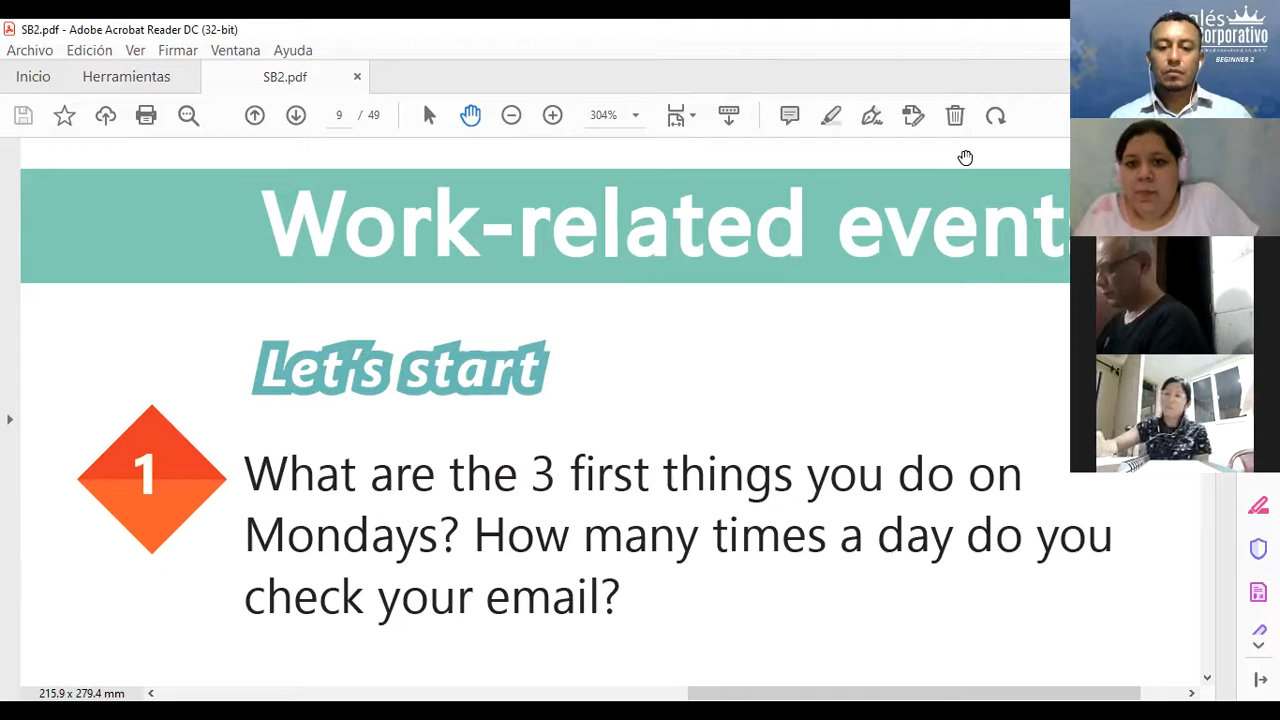 SB2.pdf - Adobe Acrobat Reader DC (32-bit)
Archivo Edición Ver Firmar Ventana Ayuda
Inicio Herramientas SB2.pdf ×
9 / 49 304%
Work-related event
Let's start
1
What are the 3 first things you do on
Mondays? How many times a day do you
check your email?
215.9 x 279.4 mm
BEGINNER 2